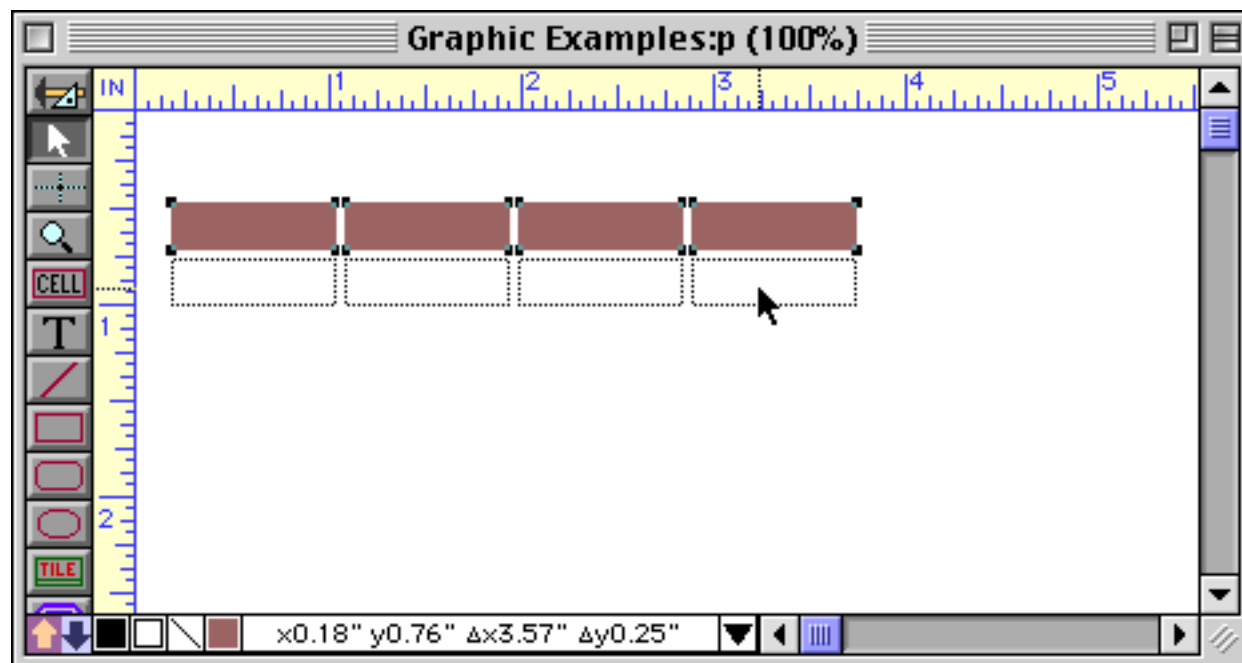 Graphic Examples:p (100%)
IN 1 2 3 4 5
CELL
T
1
2
TILE
x0.18" y0.76" Δx3.57" Δy0.25"